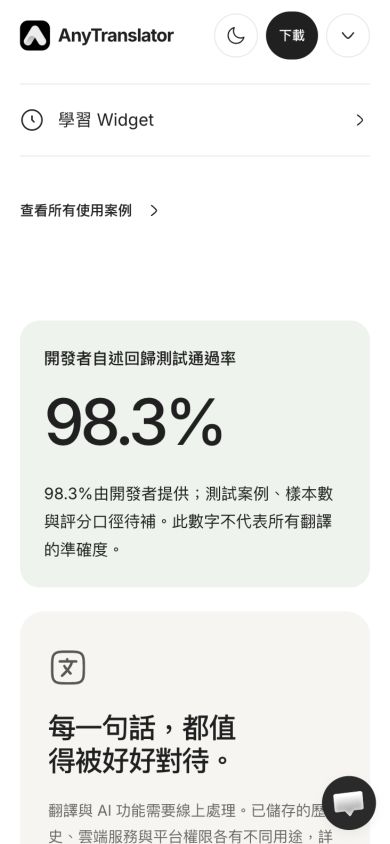 AnyTranslator
下載
學習 Widget
查看所有使用案例
開發者自述回歸測試通過率
98.3%
98.3%由開發者提供；測試案例、樣本數
與評分口徑待補。此數字不代表所有翻譯
的準確度。
文
每一句話，都值
得被好好對待。
翻譯與 AI 功能需要線上處理。已儲存的歷
史、雲端服務與平台權限各有不同用途，詳